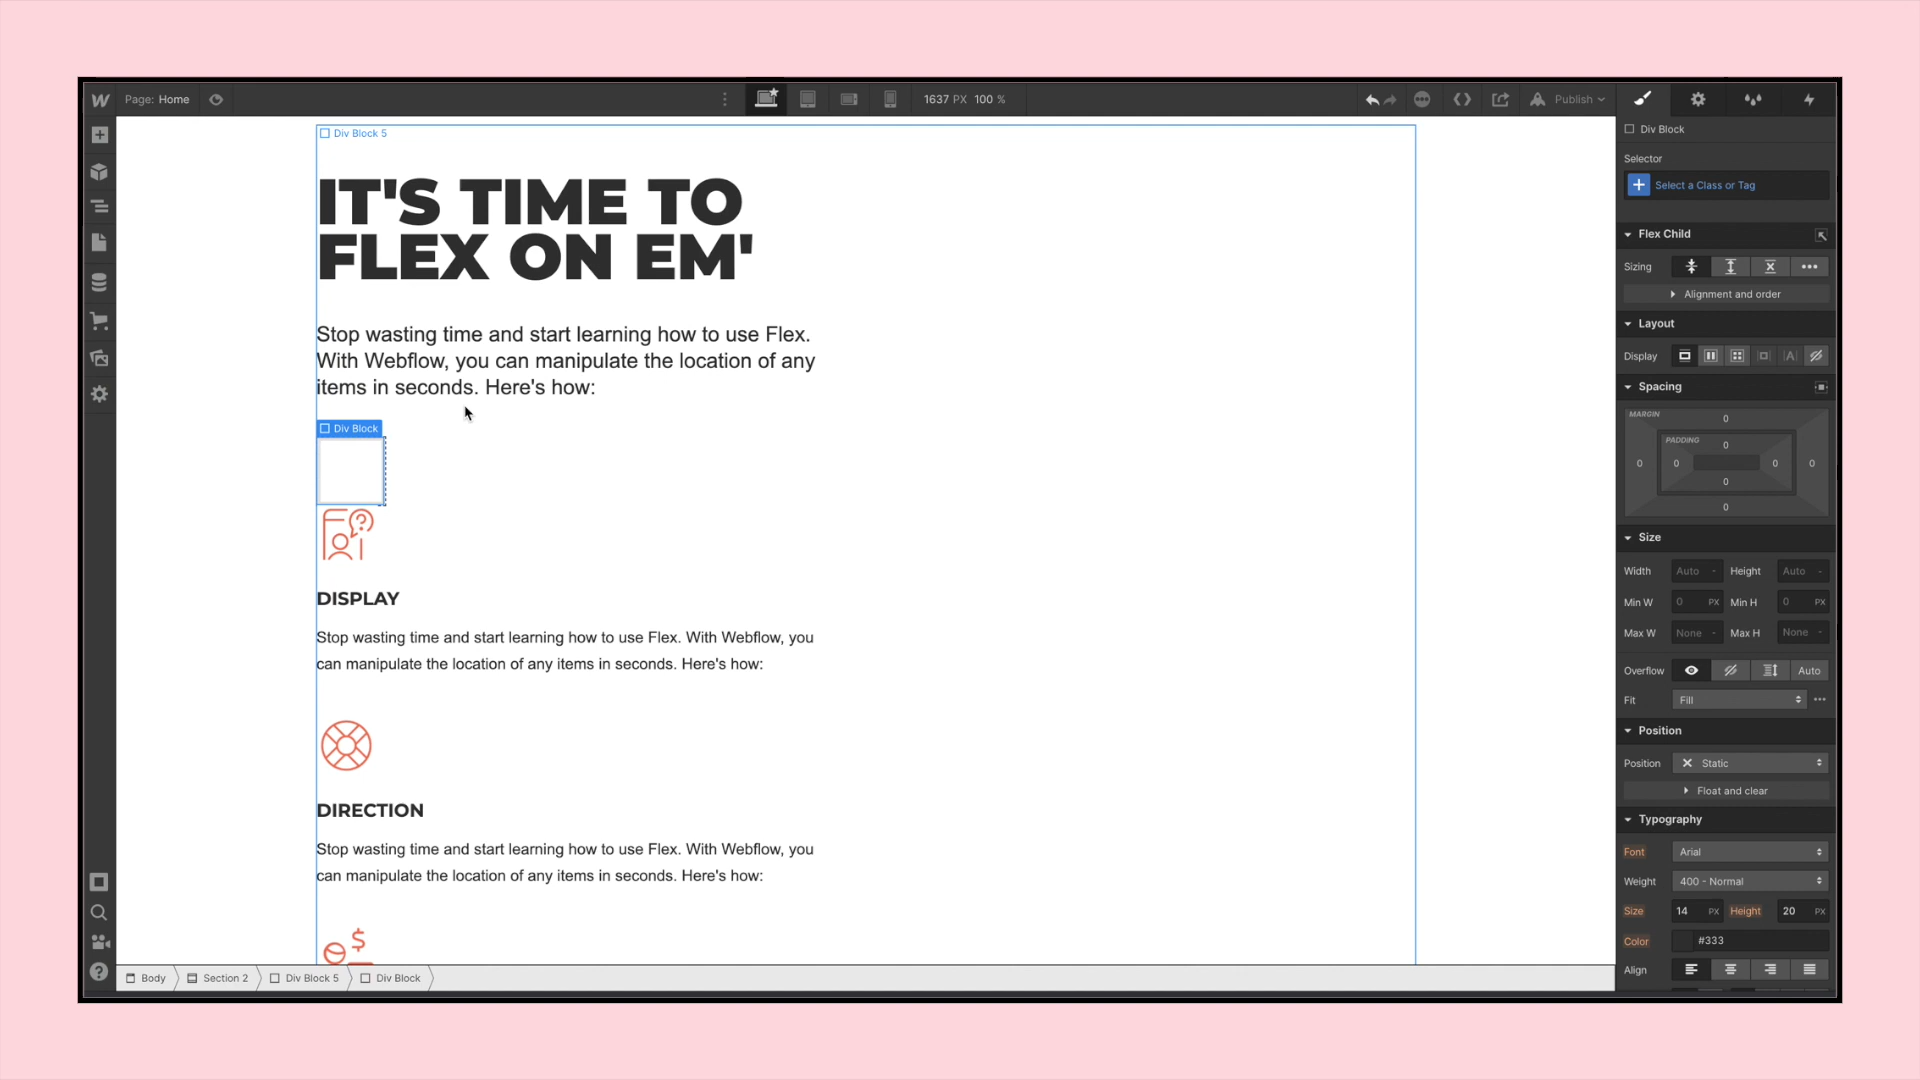 Page: Home
1637 PX 100 %
Publish
Div Block 5
IT'S TIME TO
FLEX ON EM'
Stop wasting time and start learning how to use Flex.
With Webflow, you can manipulate the location of any
items in seconds. Here's how:
Div Block
DISPLAY
Stop wasting time and start learning how to use Flex. With Webflow, you
can manipulate the location of any items in seconds. Here's how:
DIRECTION
Stop wasting time and start learning how to use Flex. With Webflow, you
can manipulate the location of any items in seconds. Here's how:
$
Body Section 2 Div Block 5 Div Block
Div Block
Selector
+ Select a Class or Tag
Flex Child
Sizing
Alignment and order
Layout
Display
Spacing
MARGIN
0
PADDING
0
0 0 0 0
0
0
Size
Width Auto - Height Auto -
Min W 0 PX Min H 0 PX
Max W None - Max H None -
Overflow Auto
Fit Fill
Position
Position Static
Float and clear
Typography
Font Arial
Weight 400 - Normal
Size 14 PX Height 20 PX
Color #333
Align